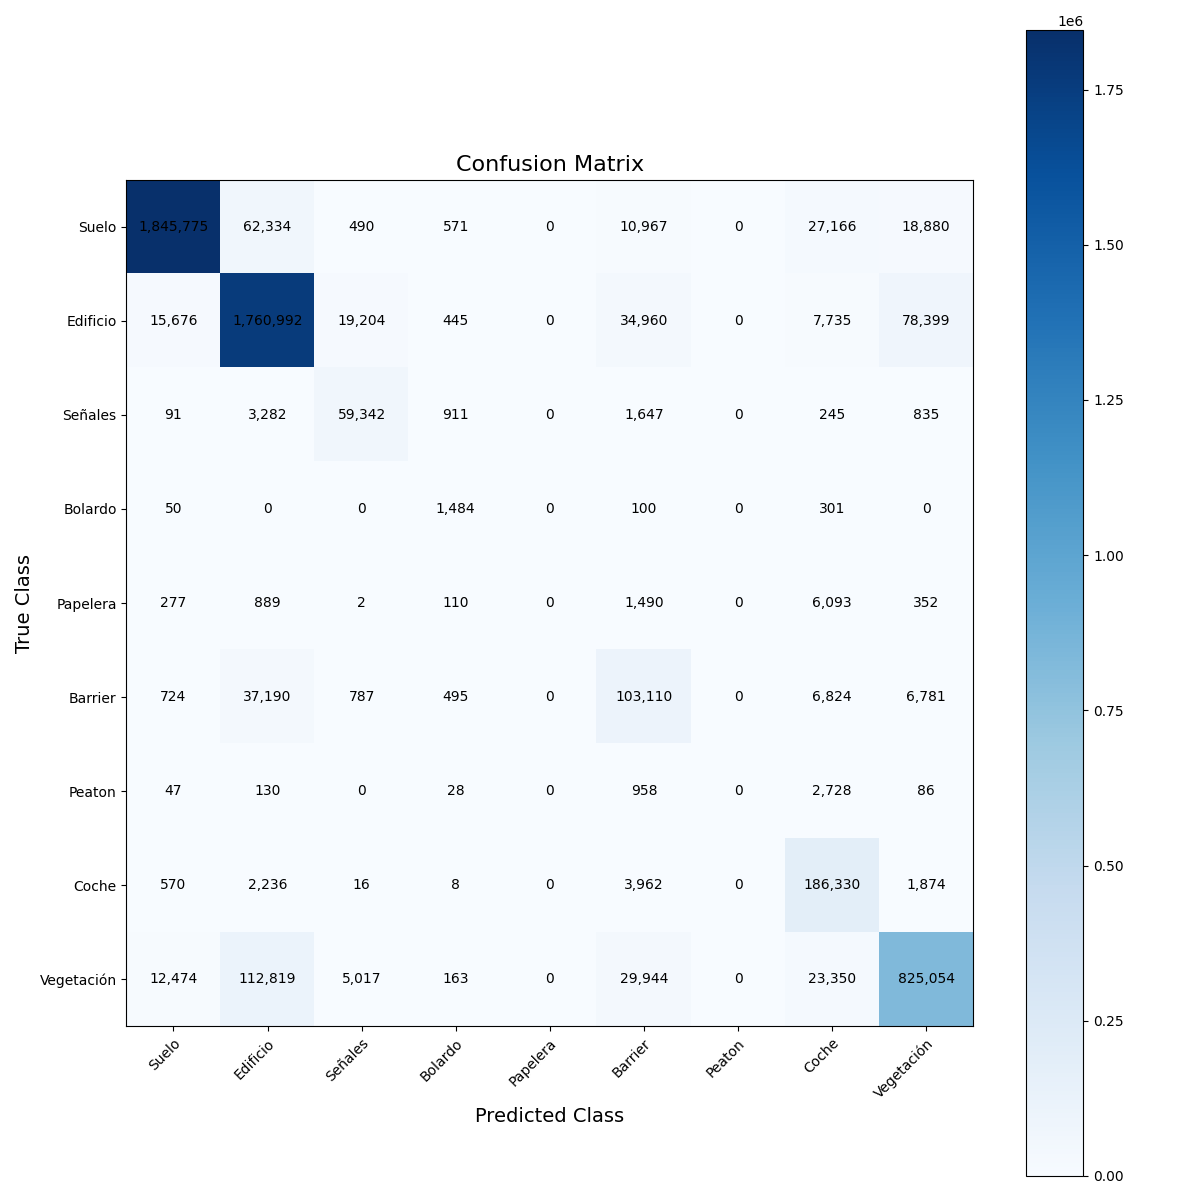 1e6
Confusion Matrix
Suelo 1,845,775 62,334 490 571 0 10,967 0 27,166 18,880
Edificio 15,676 1,760,992 19,204 445 0 34,960 0 7,735 78,399
Señales 91 3,282 59,342 911 0 1,647 0 245 835
Bolardo 50 0 0 1,484 0 100 0 301 0
Papelera 277 889 2 110 0 1,490 0 6,093 352
Barrier 724 37,190 787 495 0 103,110 0 6,824 6,781
Peaton 47 130 0 28 0 958 0 2,728 86
Coche 570 2,236 16 8 0 3,962 0 186,330 1,874
Vegetación 12,474 112,819 5,017 163 0 29,944 0 23,350 825,054
Suelo Edificio Señales Bolardo Papelera Barrier Peaton Coche Vegetación
Predicted Class
True Class
1.75
1.50
1.25
1.00
0.75
0.50
0.25
0.00